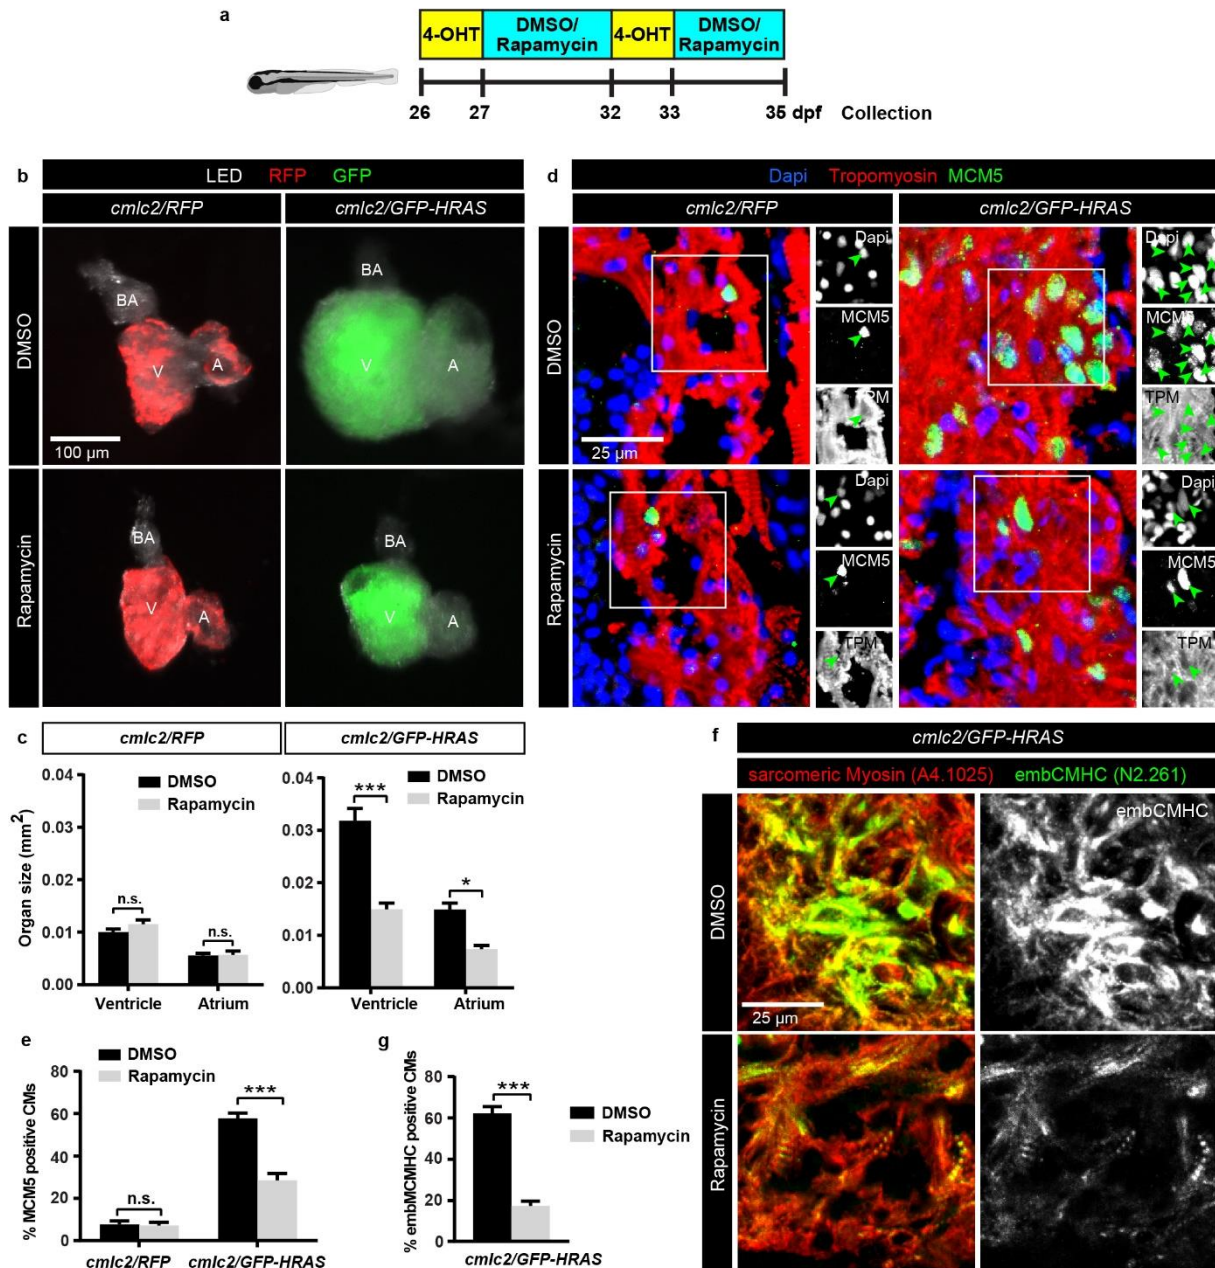 a
4-OHT
DMSO/
Rapamycin
4-OHT
DMSO/
Rapamycin
26 27 32 33 35 dpf Collection
b
LED RFP GFP
cmlc2/RFP cmlc2/GFP-HRAS
DMSO
BA
V
A
100 µm
BA
V
A
Rapamycin
BA
V
A
BA
V
A
c
cmlc2/RFP
cmlc2/GFP-HRAS
Organ size (mm2)
0.04
0.03
0.02
0.01
0.00
DMSO
Rapamycin
n.s.
n.s.
Ventricle Atrium
0.04
0.03
0.02
0.01
0.00
DMSO
Rapamycin
***
*
Ventricle Atrium
d
Dapi Tropomyosin MCM5
cmlc2/RFP cmlc2/GFP-HRAS
DMSO
25 µm
Dapi
MCM5
TPM
Dapi
MCM5
TPM
Rapamycin
Dapi
MCM5
TPM
Dapi
MCM5
TPM
e
% MCM5 positive CMs
80
60
40
20
0
DMSO
Rapamycin
n.s.
***
cmlc2/RFP cmlc2/GFP-HRAS
g
% embMCMHC positive CMs
80
60
40
20
0
***
DMSO
Rapamycin
cmlc2/GFP-HRAS
f
cmlc2/GFP-HRAS
sarcomeric Myosin (A4.1025) embCMHC (N2.261)
DMSO
25 µm
embCMHC
Rapamycin